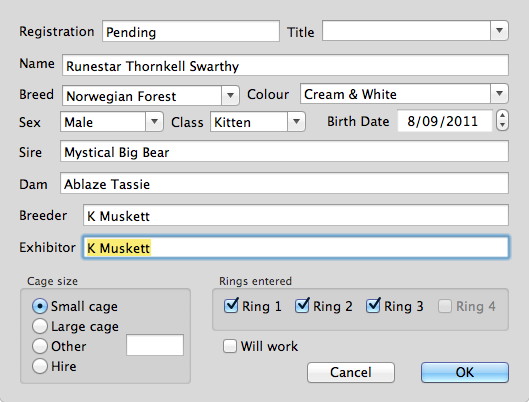 Registration Pending Title
Name Runestar Thornkell Swarthy
Breed Norwegian Forest Colour Cream & White
Sex Male Class Kitten Birth Date 8/09/2011
Sire Mystical Big Bear
Dam Ablaze Tassie
Breeder K Muskett
Exhibitor K Muskett
Cage size Rings entered
Small cage Ring 1 Ring 2 Ring 3 Ring 4
Large cage
Other Will work
Hire Cancel OK